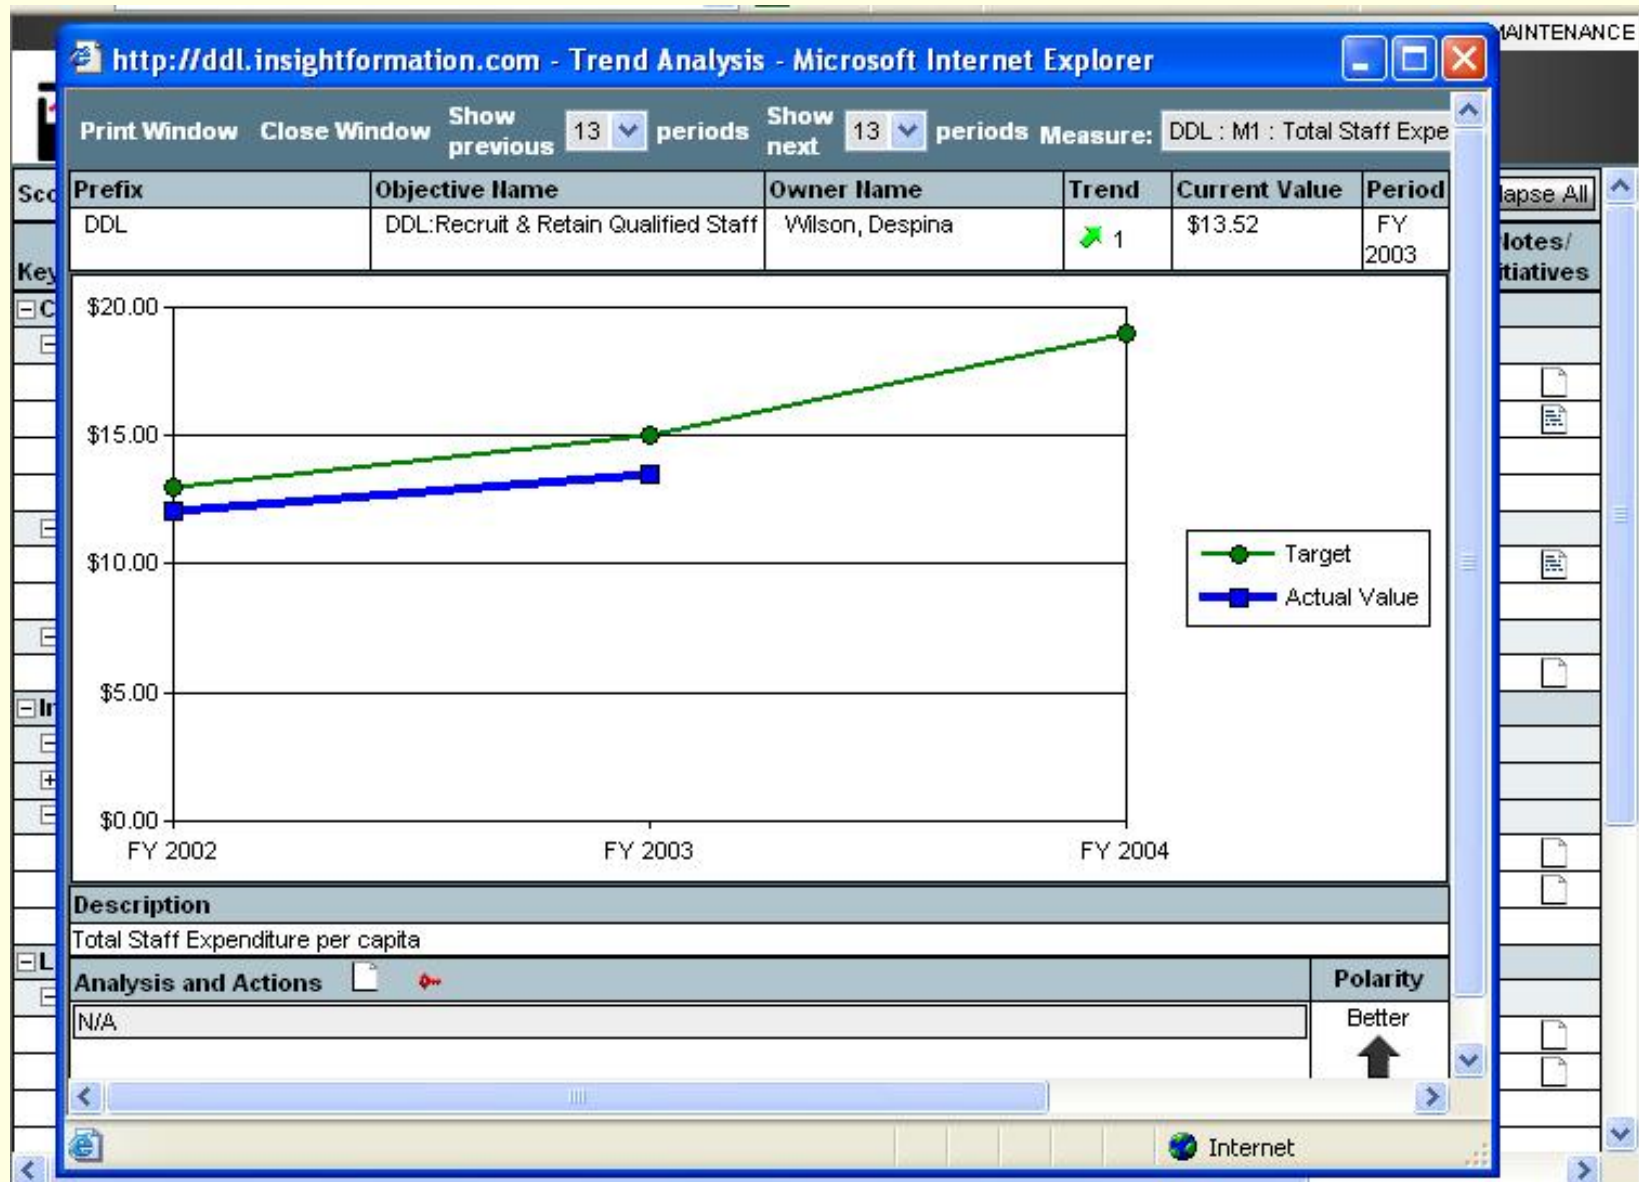 MAINTENANCE
http://ddl.insightformation.com - Trend Analysis - Microsoft Internet Explorer
Print Window Close Window Show previous 13 periods Show next 13 periods Measure: DDL : M1 : Total Staff Expe
Prefix Objective Name Owner Name Trend Current Value Period
DDL DDL:Recruit & Retain Qualified Staff Wilson, Despina 1 $13.52 FY
2003
Sco
lapse All
Key
Notes/
itiatives
C
In
L
$20.00
$15.00
$10.00
$5.00
$0.00
FY 2002 FY 2003 FY 2004
Target
Actual Value
Description
Total Staff Expenditure per capita
Analysis and Actions Polarity
N/A
Better
Internet